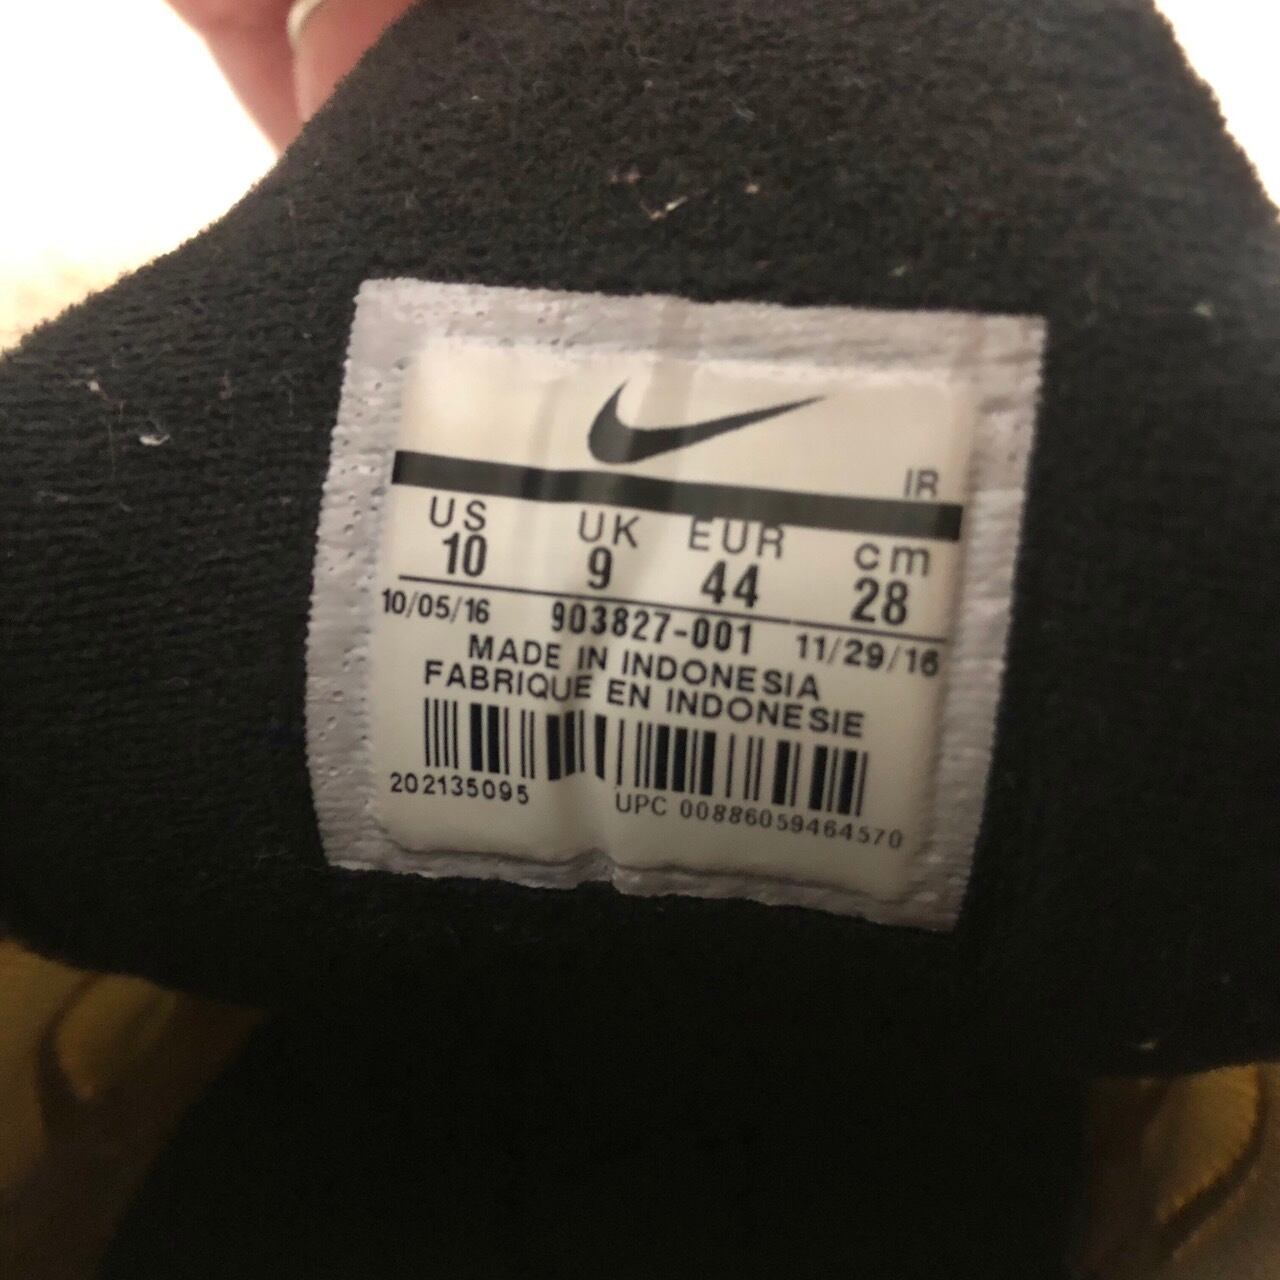 IR
US UK EUR cm
10 9 44 28
10/05/16 903827-001 11/29/16
MADE IN INDONESIA
FABRIQUE EN INDONESIE
202135095 UPC 00886059464570